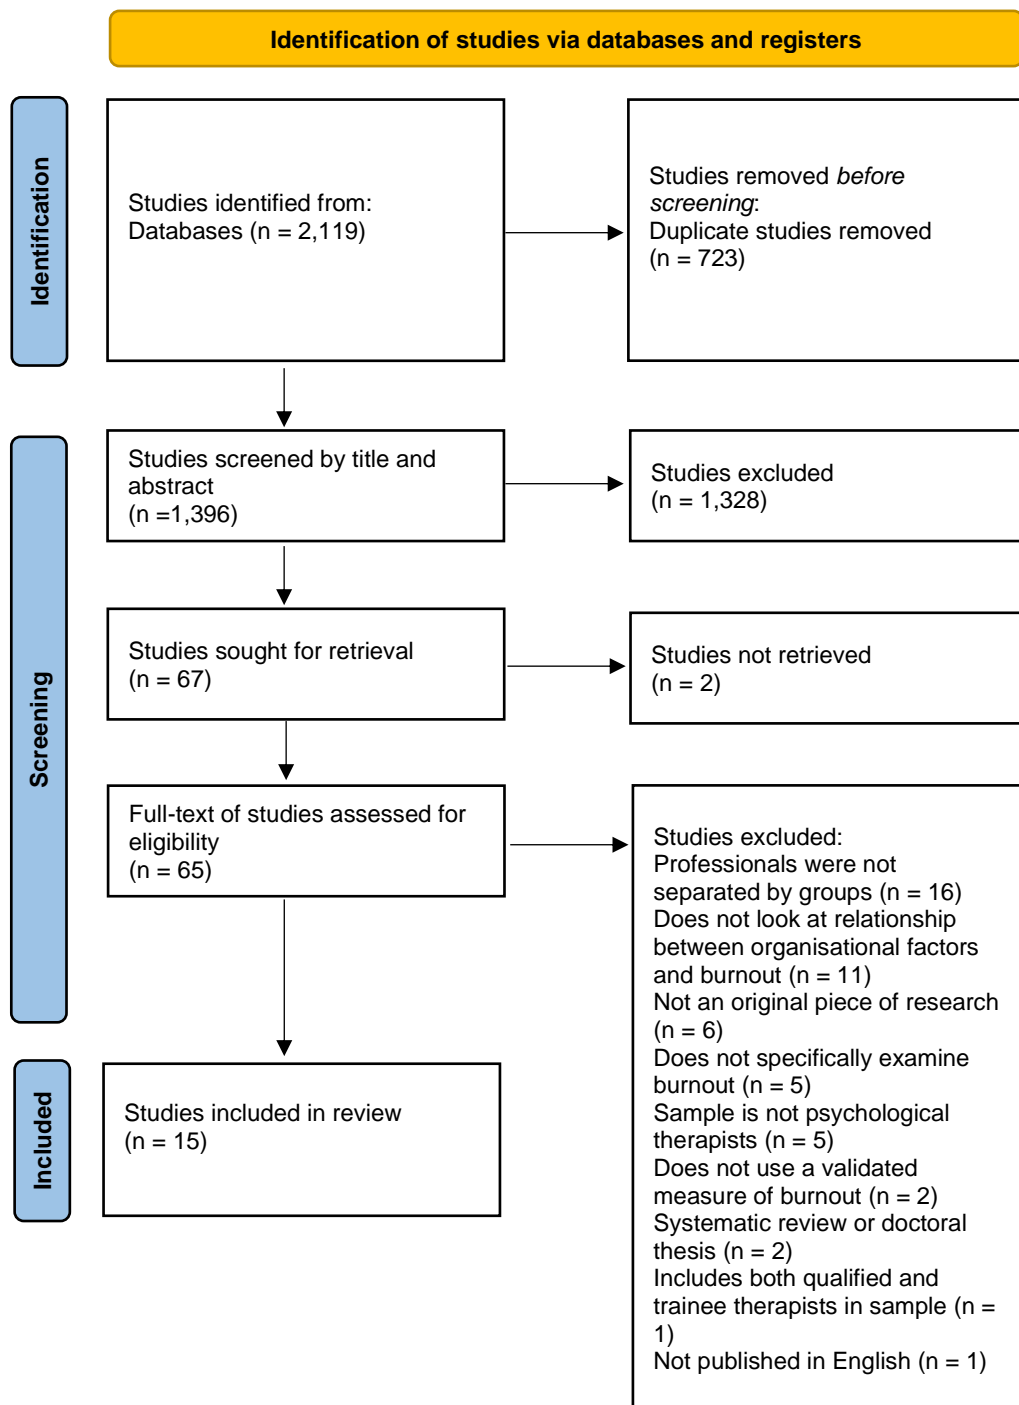 Identification of studies via databases and registers
Identification
Studies identified from:
Databases (n = 2,119)
Studies removed before
screening:
Duplicate studies removed
(n = 723)
Screening
Studies screened by title and
abstract
(n =1,396)
Studies excluded
(n = 1,328)
Studies sought for retrieval
(n = 67)
Studies not retrieved
(n = 2)
Full-text of studies assessed for
eligibility
(n = 65)
Studies excluded:
Professionals were not
separated by groups (n = 16)
Does not look at relationship
between organisational factors
and burnout (n = 11)
Not an original piece of research
(n = 6)
Does not specifically examine
burnout (n = 5)
Sample is not psychological
therapists (n = 5)
Does not use a validated
measure of burnout (n = 2)
Systematic review or doctoral
thesis (n = 2)
Includes both qualified and
trainee therapists in sample (n =
1)
Not published in English (n = 1)
Included
Studies included in review
(n = 15)